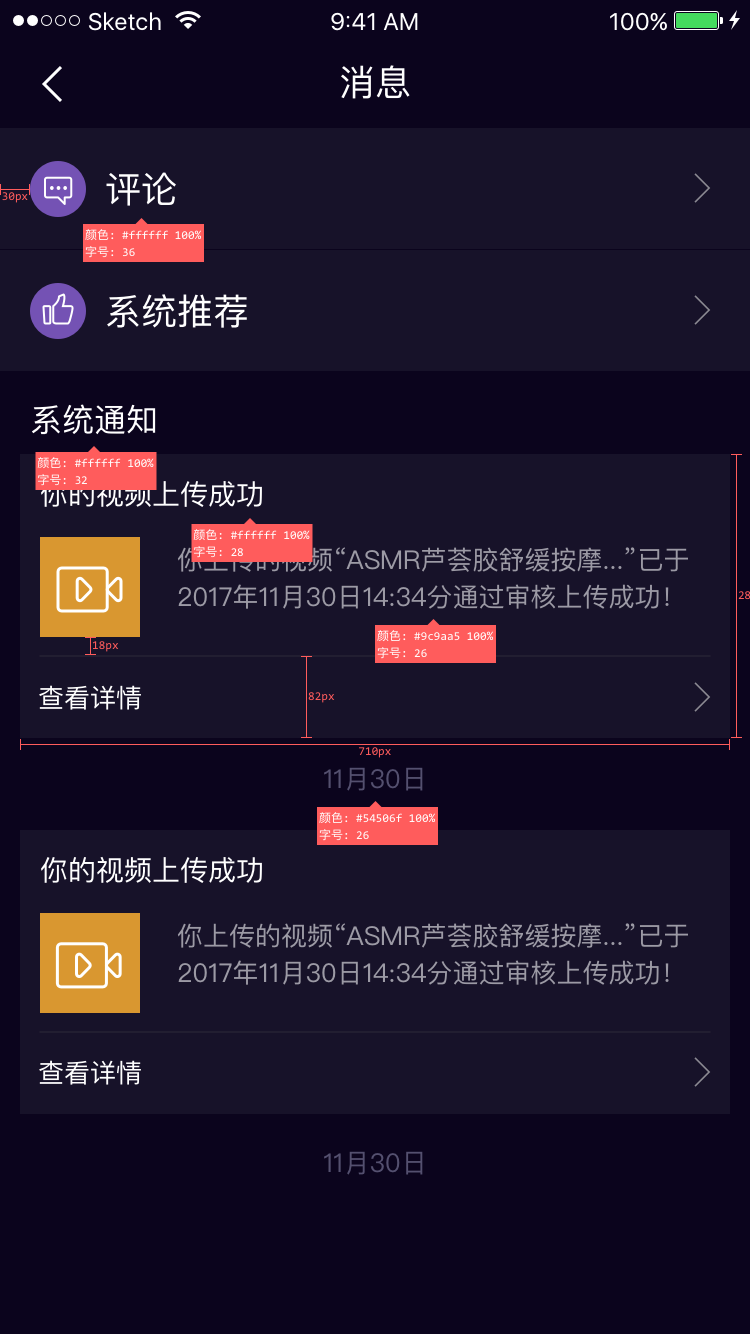 Sketch 9:41 AM 100%
消息
30px
评论
颜色: #ffffff 100%
字号: 36
系统推荐
系统通知
颜色: #ffffff 100%
字号: 32
你的视频上传成功
颜色: #ffffff 100%
字号: 28
你上传的视频“ASMR芦荟胶舒缓按摩...”已于
2017年11月30日14:34分通过审核上传成功！
28
颜色: #9c9aa5 100%
字号: 26
18px
查看详情
82px
710px
11月30日
颜色: #54506f 100%
字号: 26
你的视频上传成功
你上传的视频“ASMR芦荟胶舒缓按摩...”已于
2017年11月30日14:34分通过审核上传成功！
查看详情
11月30日